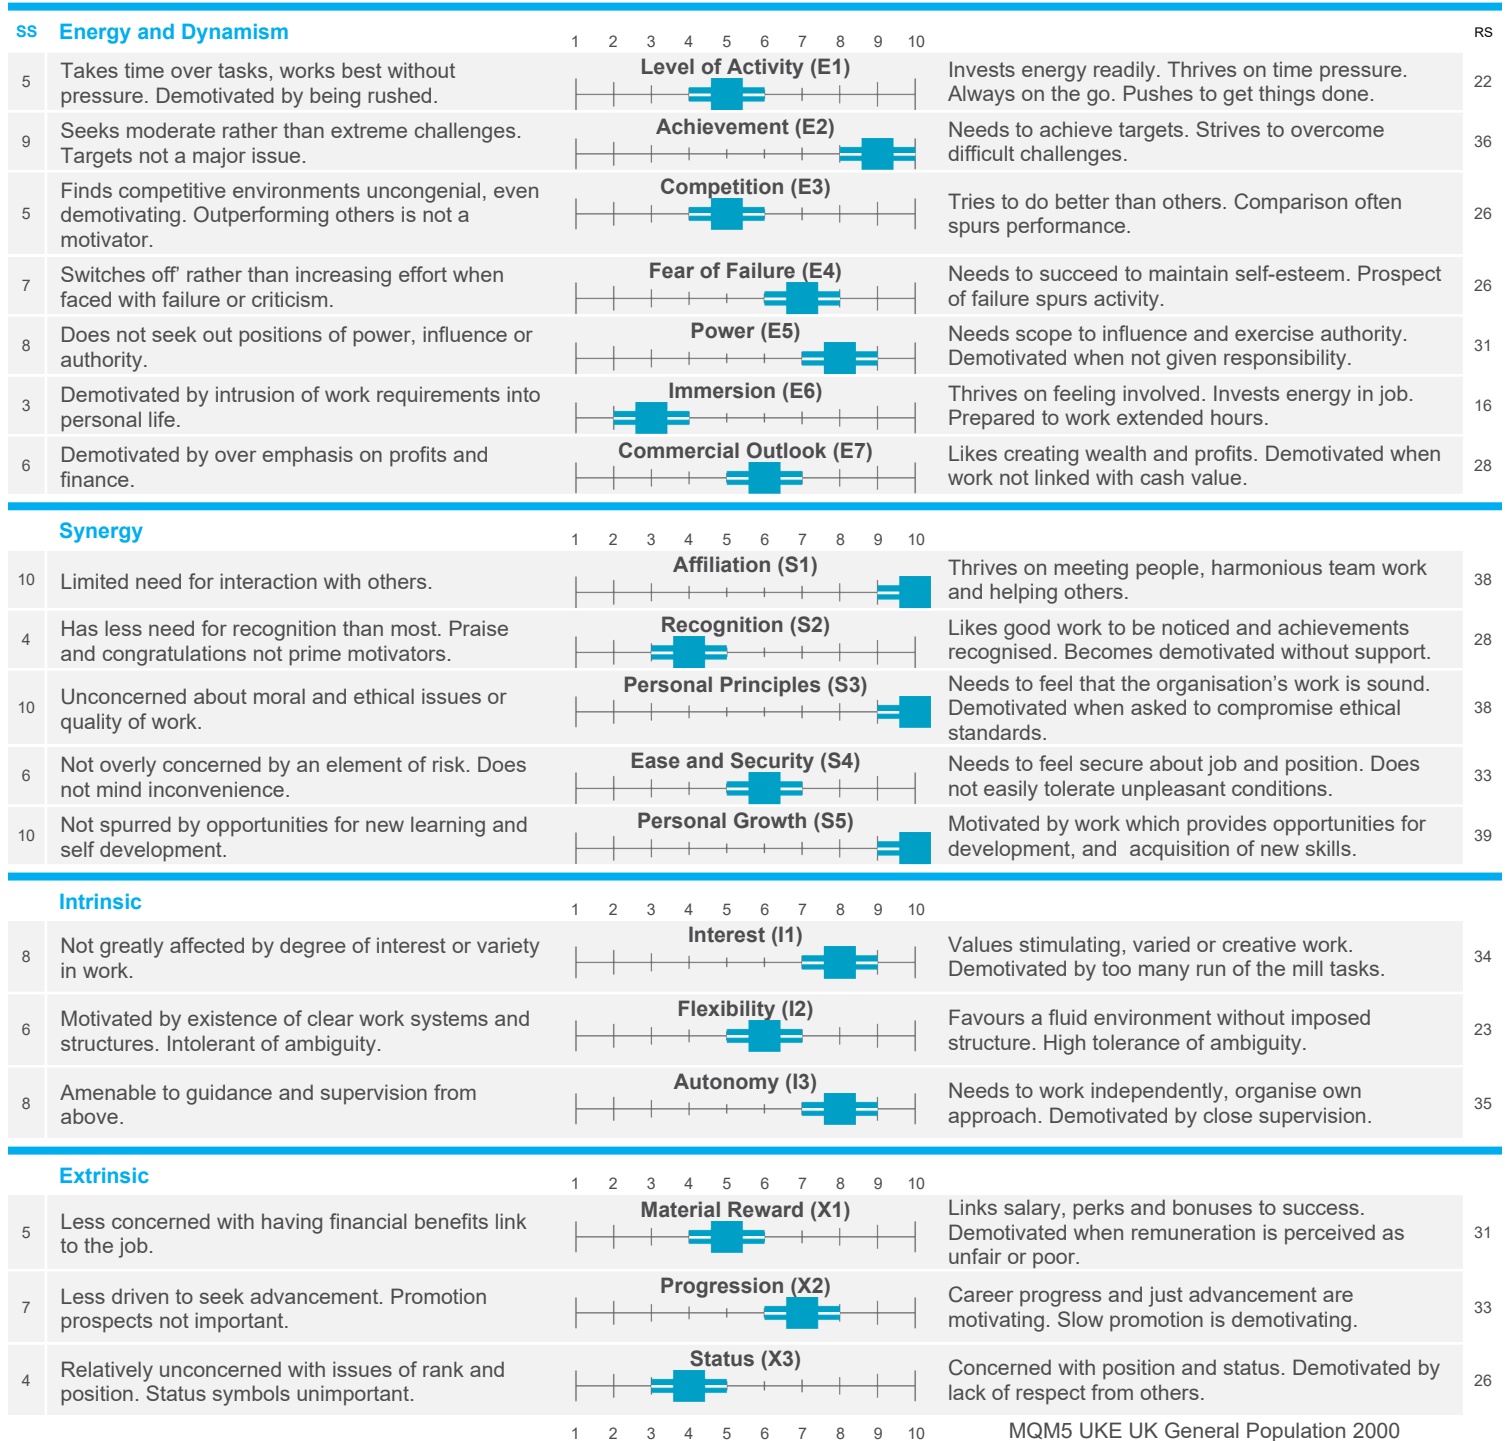 SS Energy and Dynamism 1 2 3 4 5 6 7 8 9 10 RS
Level of Activity (E1)
5 Takes time over tasks, works best without
pressure. Demotivated by being rushed.
Invests energy readily. Thrives on time pressure.
Always on the go. Pushes to get things done. 22
Achievement (E2)
9 Seeks moderate rather than extreme challenges.
Targets not a major issue.
Needs to achieve targets. Strives to overcome
difficult challenges. 36
Competition (E3)
5 Finds competitive environments uncongenial, even
demotivating. Outperforming others is not a
motivator.
Tries to do better than others. Comparison often
spurs performance. 26
Fear of Failure (E4)
7 Switches off' rather than increasing effort when
faced with failure or criticism.
Needs to succeed to maintain self-esteem. Prospect
of failure spurs activity. 26
Power (E5)
8 Does not seek out positions of power, influence or
authority.
Needs scope to influence and exercise authority.
Demotivated when not given responsibility. 31
Immersion (E6)
3 Demotivated by intrusion of work requirements into
personal life.
Thrives on feeling involved. Invests energy in job.
Prepared to work extended hours. 16
Commercial Outlook (E7)
6 Demotivated by over emphasis on profits and
finance.
Likes creating wealth and profits. Demotivated when
work not linked with cash value. 28
Synergy 1 2 3 4 5 6 7 8 9 10
Affiliation (S1)
10 Limited need for interaction with others.
Thrives on meeting people, harmonious team work
and helping others. 38
Recognition (S2)
4 Has less need for recognition than most. Praise
and congratulations not prime motivators.
Likes good work to be noticed and achievements
recognised. Becomes demotivated without support. 28
Personal Principles (S3)
10 Unconcerned about moral and ethical issues or
quality of work.
Needs to feel that the organisation's work is sound.
Demotivated when asked to compromise ethical
standards. 38
Ease and Security (S4)
6 Not overly concerned by an element of risk. Does
not mind inconvenience.
Needs to feel secure about job and position. Does
not easily tolerate unpleasant conditions. 33
Personal Growth (S5)
10 Not spurred by opportunities for new learning and
self development.
Motivated by work which provides opportunities for
development, and acquisition of new skills. 39
Intrinsic 1 2 3 4 5 6 7 8 9 10
Interest (I1)
8 Not greatly affected by degree of interest or variety
in work.
Values stimulating, varied or creative work.
Demotivated by too many run of the mill tasks. 34
Flexibility (I2)
6 Motivated by existence of clear work systems and
structures. Intolerant of ambiguity.
Favours a fluid environment without imposed
structure. High tolerance of ambiguity. 23
Autonomy (I3)
8 Amenable to guidance and supervision from
above.
Needs to work independently, organise own
approach. Demotivated by close supervision. 35
Extrinsic 1 2 3 4 5 6 7 8 9 10
Material Reward (X1)
5 Less concerned with having financial benefits link
to the job.
Links salary, perks and bonuses to success.
Demotivated when remuneration is perceived as
unfair or poor. 31
Progression (X2)
7 Less driven to seek advancement. Promotion
prospects not important.
Career progress and just advancement are
motivating. Slow promotion is demotivating. 33
Status (X3)
4 Relatively unconcerned with issues of rank and
position. Status symbols unimportant.
Concerned with position and status. Demotivated by
lack of respect from others. 26
1 2 3 4 5 6 7 8 9 10 MQM5 UKE UK General Population 2000